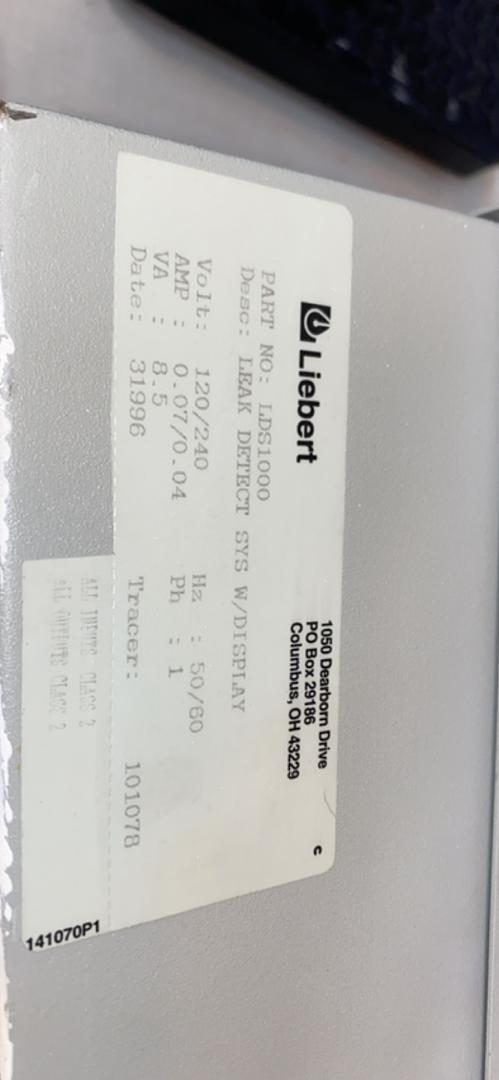 Liebert
1050 Dearborn Drive
PO Box 29186
Columbus, OH 43229
c
PART NO: LDS1000
Desc: LEAK DETECT SYS W/DISPLAY
Volt: 120/240 Hz : 50/60
AMP : 0.07/0.04 Ph : 1
VA : 8.5
Date: 31996 Tracer: 101078
ALL INPUTS CLASS 2
ALL OUTPUTS CLASS 2
141070P1